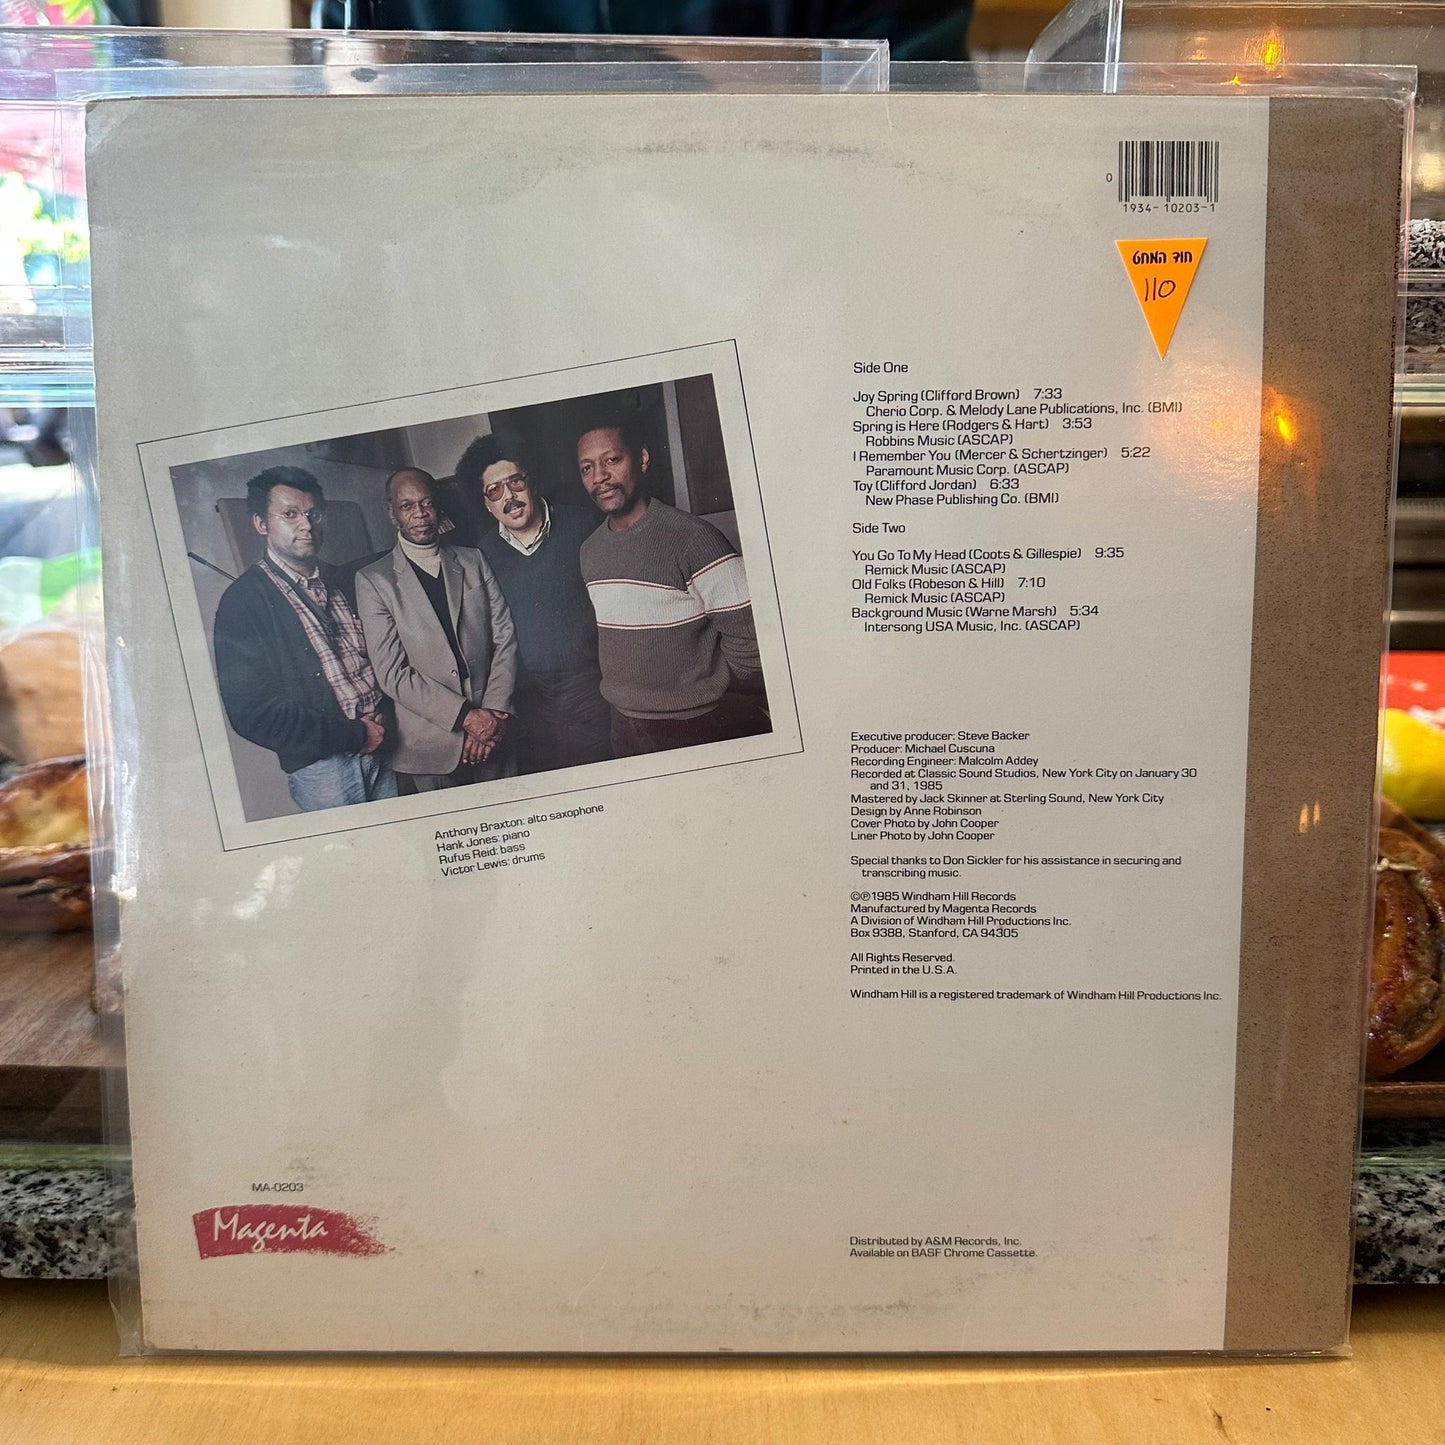 0
1934-10203-1
חוד המחט
110
Side One
Joy Spring (Clifford Brown) 7:33
Cherio Corp. & Melody Lane Publications, Inc. (BMI)
Spring is Here (Rodgers & Hart) 3:53
Robbins Music (ASCAP)
I Remember You (Mercer & Schertzinger) 5:22
Paramount Music Corp. (ASCAP)
Toy (Clifford Jordan) 6:33
New Phase Publishing Co. (BMI)
Side Two
You Go To My Head (Coots & Gillespie) 9:35
Remick Music (ASCAP)
Old Folks (Robeson & Hill) 7:10
Remick Music (ASCAP)
Background Music (Warne Marsh) 5:34
Intersong USA Music, Inc. (ASCAP)
Anthony Braxton: alto saxophone
Hank Jones: piano
Rufus Reid: bass
Victor Lewis: drums
Executive producer: Steve Backer
Producer: Michael Cuscuna
Recording Engineer: Malcolm Addey
Recorded at Classic Sound Studios, New York City on January 30
and 31, 1985
Mastered by Jack Skinner at Sterling Sound, New York City
Design by Anne Robinson
Cover Photo by John Cooper
Liner Photo by John Cooper
Special thanks to Don Sickler for his assistance in securing and
transcribing music.
©℗1985 Windham Hill Records
Manufactured by Magenta Records
A Division of Windham Hill Productions Inc.
Box 9388, Stanford, CA 94305
All Rights Reserved.
Printed in the U.S.A.
Windham Hill is a registered trademark of Windham Hill Productions Inc.
MA-0203
Magenta
Distributed by A&M Records, Inc.
Available on BASF Chrome Cassette.